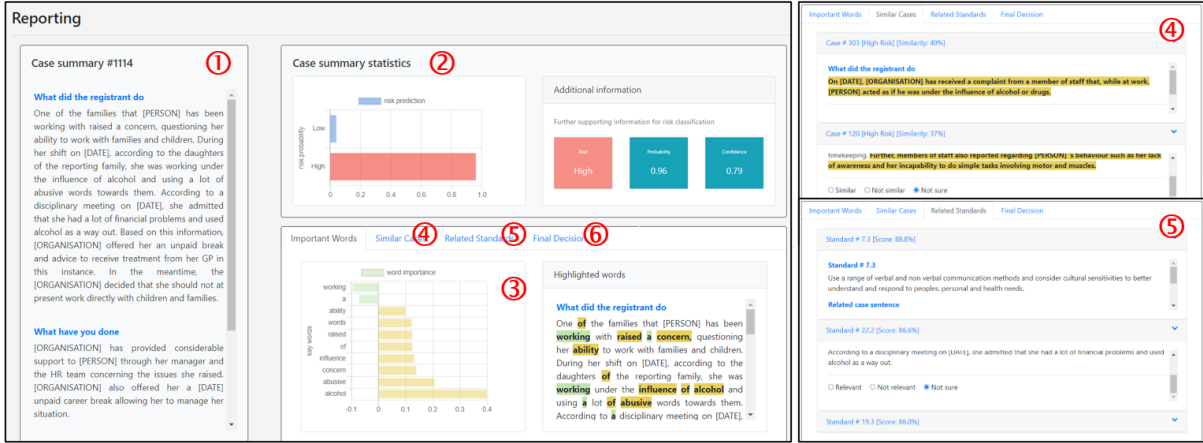 Reporting
Case summary #1114
①
What did the registrant do
One of the families that [PERSON] has been
working with raised a concern, questioning her
ability to work with families and children. During
her shift on [DATE], according to the daughters
of the reporting family, she was working under
the influence of alcohol and using a lot of
abusive words towards them. According to a
disciplinary meeting on [DATE], she admitted
that she had a lot of financial problems and used
alcohol as a way out. Based on this information,
[ORGANISATION] offered her an unpaid break
and advice to receive treatment from her GP in
this instance. In the meantime, the
[ORGANISATION] decided that she should not at
present work directly with children and families.
What have you done
[ORGANISATION] has provided considerable
support to [PERSON] through her manager and
the HR team concerning the issues she raised.
[ORGANISATION] also offered her a [DATE]
unpaid career break allowing her to manage her
situation.
Case summary statistics
②
risk prediction
risk probability
Low
High
0 0.2 0.4 0.6 0.8 1.0
Additional information
Further supporting information for risk classification
Risk
High
Probability
0.96
Confidence
0.79
Important Words Similar Cases ④ Related Standards ⑤ Final Decision ⑥
word importance
③
key words
working
a
ability
words
raised
of
influence
concern
abusive
alcohol
-0.1 0 0.1 0.2 0.3 0.4
Highlighted words
What did the registrant do
One of the families that [PERSON] has been
working with raised a concern, questioning
her ability to work with families and children.
During her shift on [DATE], according to the
daughters of the reporting family, she was
working under the influence of alcohol and
using a lot of abusive words towards them.
According to a disciplinary meeting on [DATE],
Important Words Similar Cases Related Standards Final Decision
④
Case # 303 [High Risk] [Similarity: 49%]
What did the registrant do
On [DATE], [ORGANISATION] has received a complaint from a member of staff that, while at work,
[PERSON] acted as if he was under the influence of alcohol or drugs.
Case # 120 [High Risk] [Similarity: 37%]
timekeeping. Further, members of staff also reported regarding [PERSON] 's behaviour such as her lack
of awareness and her incapability to do simple tasks involving motor and muscles.
Similar Not similar Not sure
Important Words Similar Cases Related Standards Final Decision
⑤
Standard # 7.3 [Score: 88.8%]
Standard # 7.3
Use a range of verbal and non verbal communication methods and consider cultural sensitivities to better
understand and respond to peoples. personal and health needs.
Related case sentence
Standard # 22.2 [Score: 86.6%]
According to a disciplinary meeting on [DATE], she admitted that she had a lot of financial problems and used
alcohol as a way out.
Relevant Not relevant Not sure
Standard # 19.3 [Score: 86.0%]